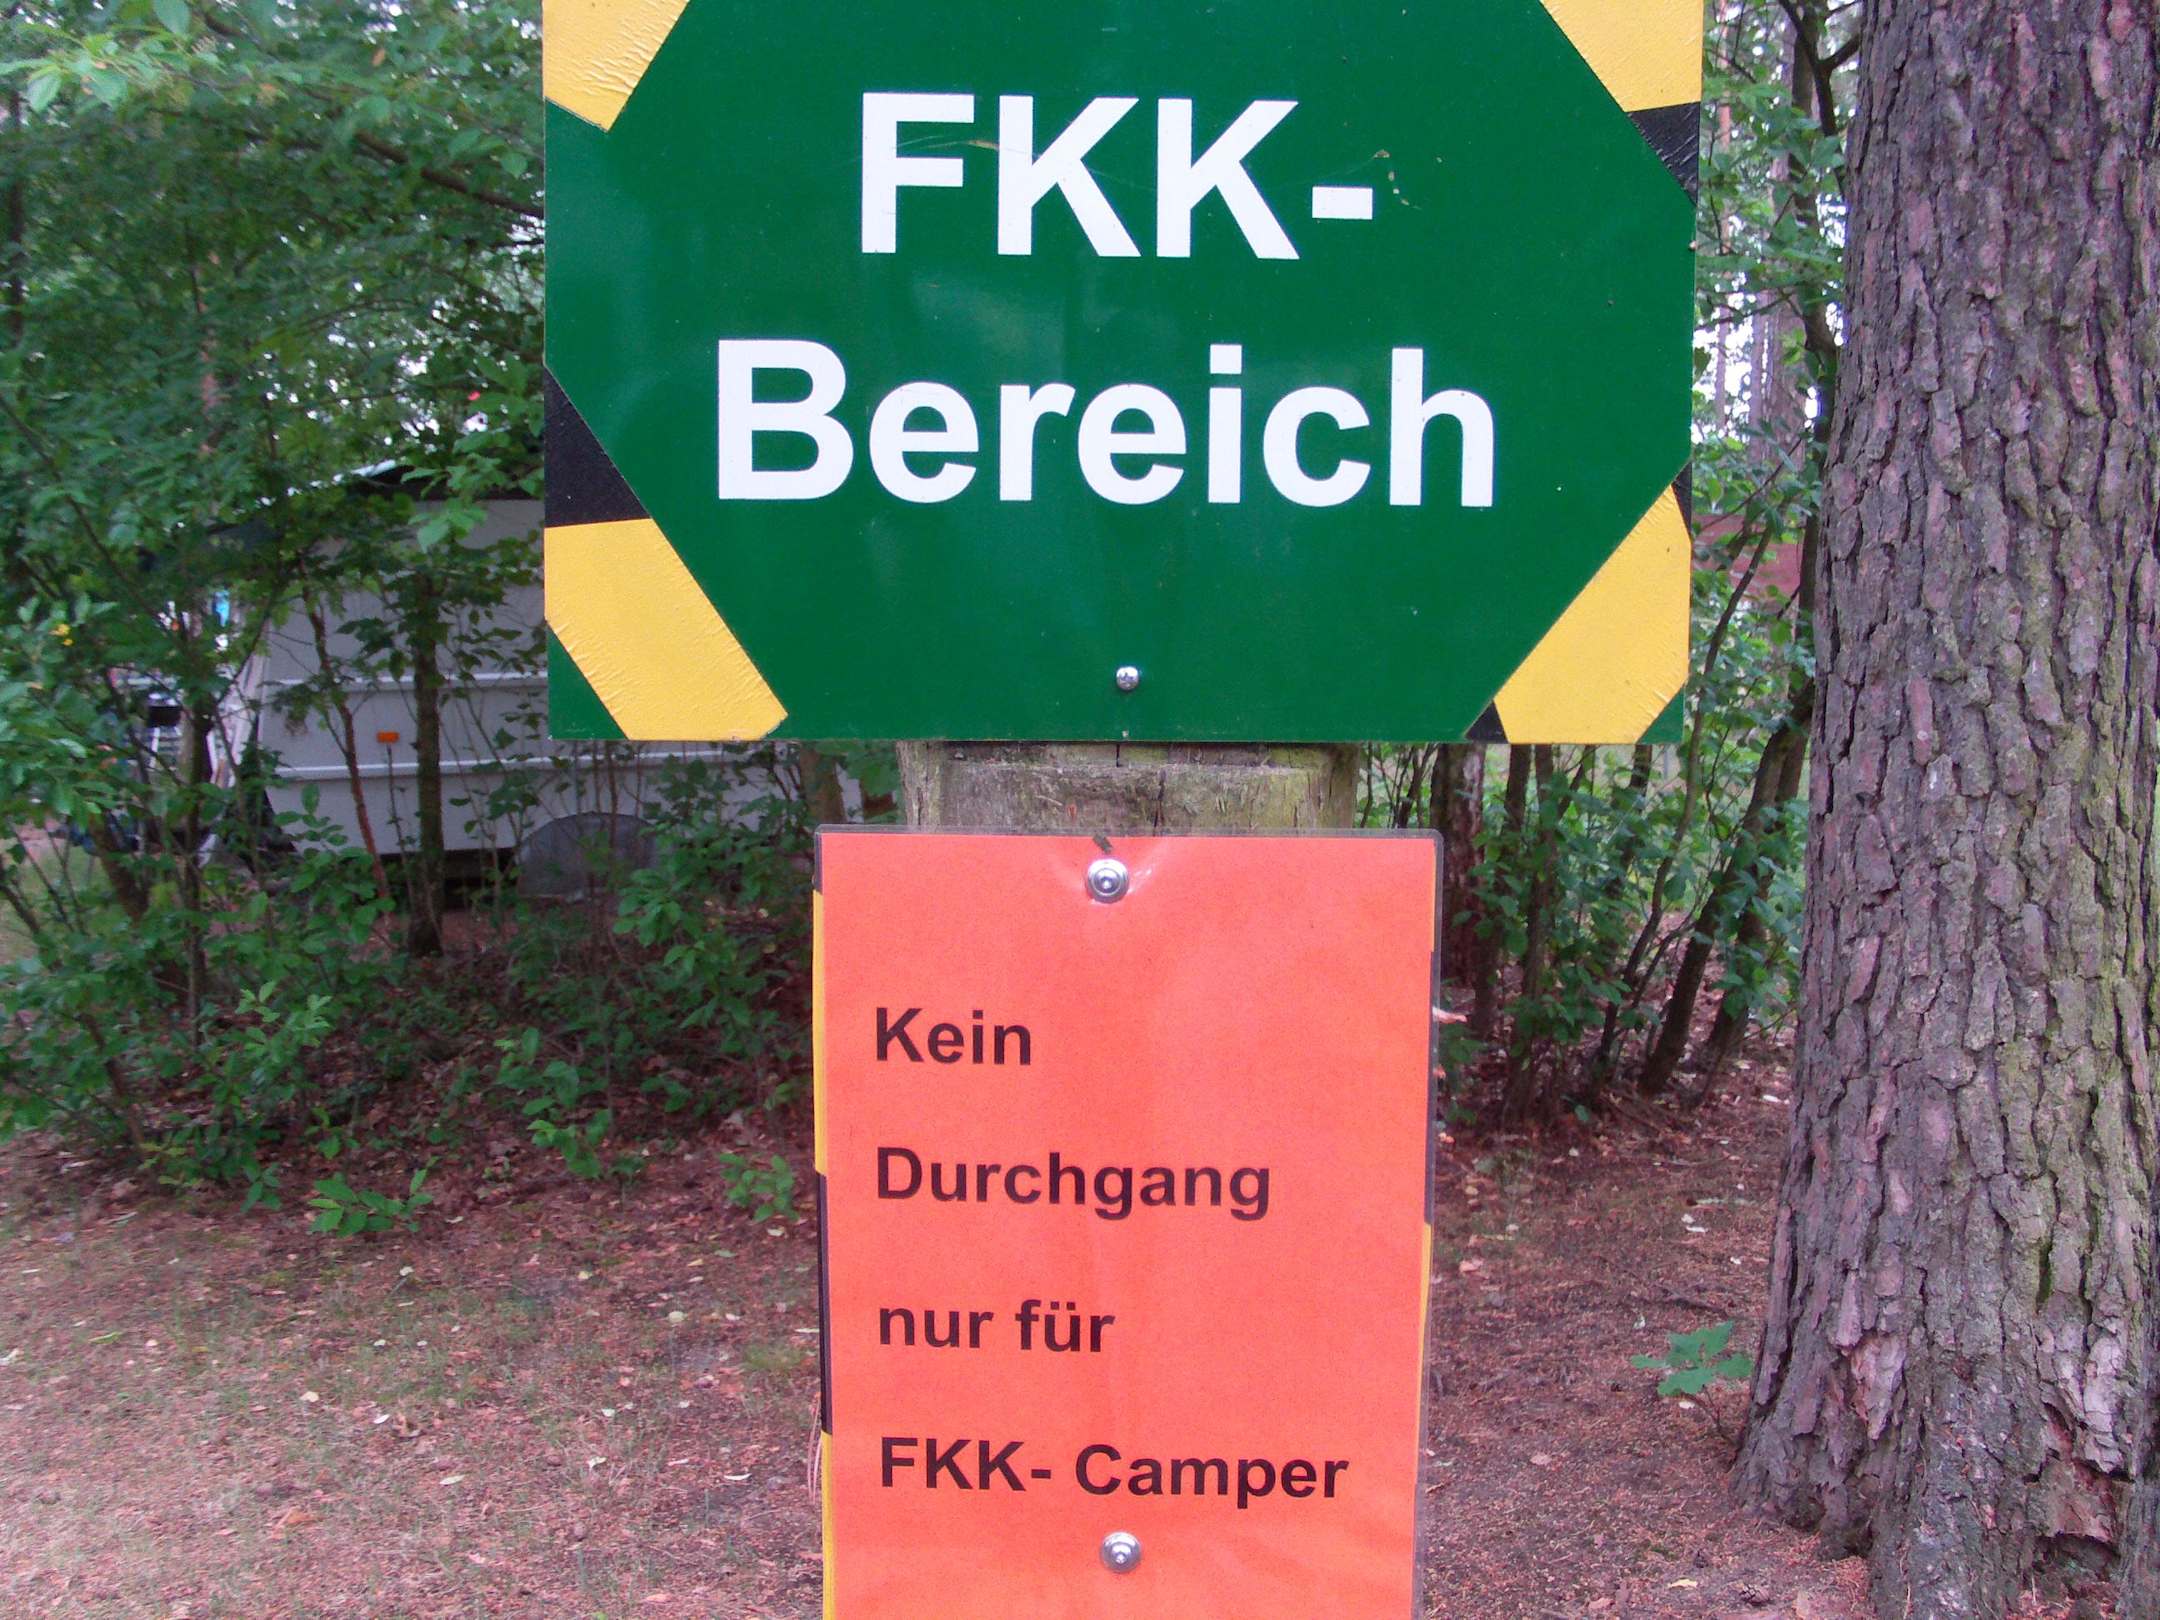 FKK-
Bereich
Kein
Durchgang
nur für
FKK- Camper